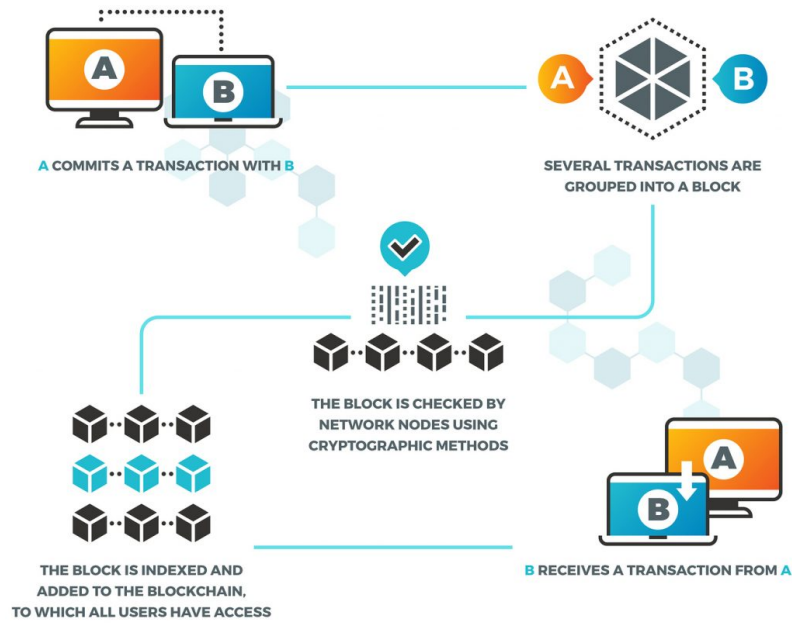 A
B
A COMMITS A TRANSACTION WITH B
A
B
SEVERAL TRANSACTIONS ARE
GROUPED INTO A BLOCK
THE BLOCK IS CHECKED BY
NETWORK NODES USING
CRYPTOGRAPHIC METHODS
THE BLOCK IS INDEXED AND
ADDED TO THE BLOCKCHAIN,
TO WHICH ALL USERS HAVE ACCESS
A
B
B RECEIVES A TRANSACTION FROM A